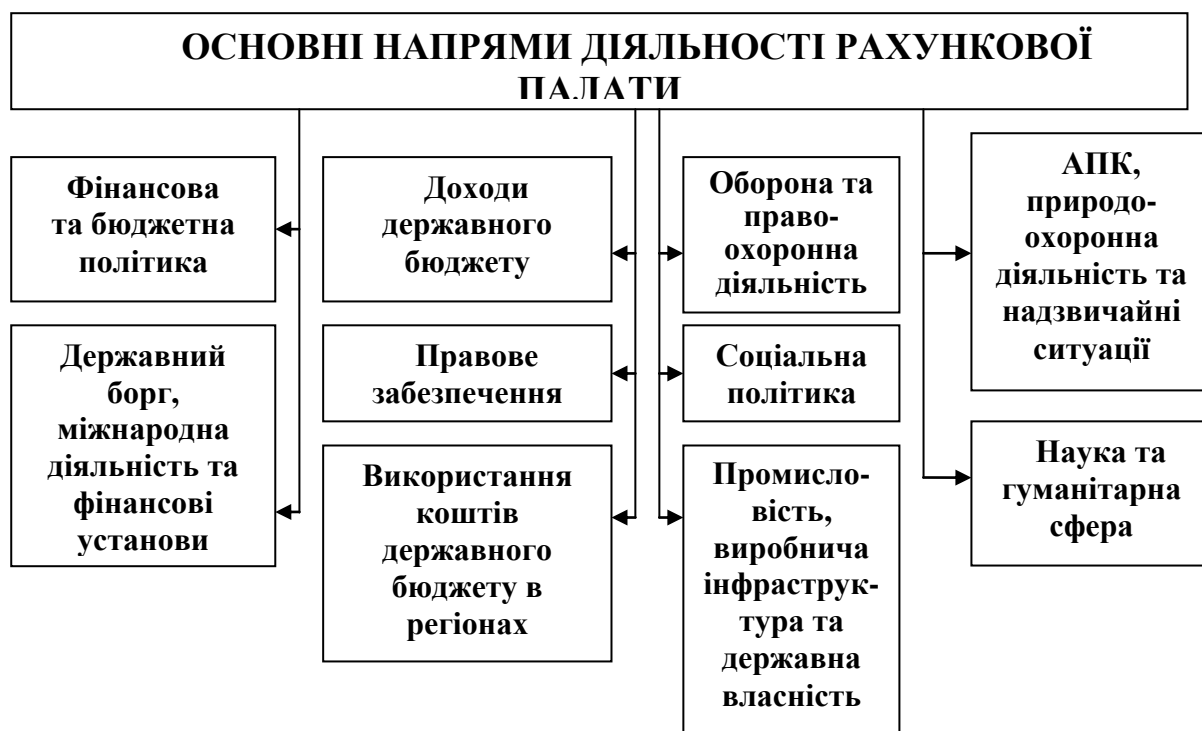 ОСНОВНІ НАПРЯМИ ДІЯЛЬНОСТІ РАХУНКОВОЇ
ПАЛАТИ
Фінансова
та бюджетна
політика
Державний
борг,
міжнародна
діяльність та
фінансові
установи
Доходи
державного
бюджету
Правове
забезпечення
Використання
коштів
державного
бюджету в
регіонах
Оборона та
право-
охоронна
діяльність
Соціальна
політика
Промисло-
вість,
виробнича
інфраструк-
тура та
державна
власність
АПК,
природо-
охоронна
діяльність та
надзвичайні
ситуації
Наука та
гуманітарна
сфера